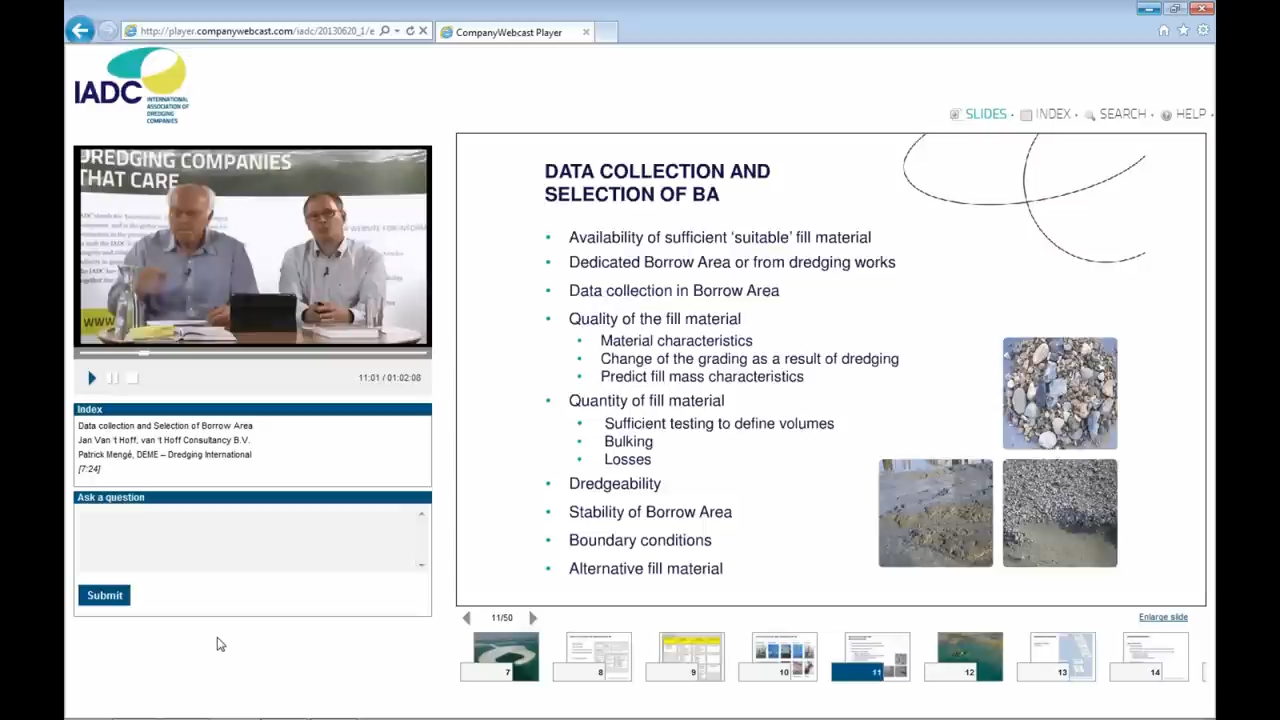 http://player.companywebcast.com/iadc/20130620_1/e
CompanyWebcast Player
IADC
INTERNATIONAL
ASSOCIATION OF
DREDGING
COMPANIES
SLIDES
INDEX
SEARCH
HELP
DREDGING COMPANIES
THAT CARE
www
11:01 / 01:02:08
Index
Data collection and Selection of Borrow Area
Jan Van 't Hoff, van 't Hoff Consultancy B.V.
Patrick Mengé, DEME – Dredging International
[7:24]
Ask a question
Submit
DATA COLLECTION AND
SELECTION OF BA
• Availability of sufficient ‘suitable’ fill material
• Dedicated Borrow Area or from dredging works
• Data collection in Borrow Area
• Quality of the fill material
• Material characteristics
• Change of the grading as a result of dredging
• Predict fill mass characteristics
• Quantity of fill material
• Sufficient testing to define volumes
• Bulking
• Losses
• Dredgeability
• Stability of Borrow Area
• Boundary conditions
• Alternative fill material
11/50
Enlarge slide
7
8
9
10
11
12
13
14